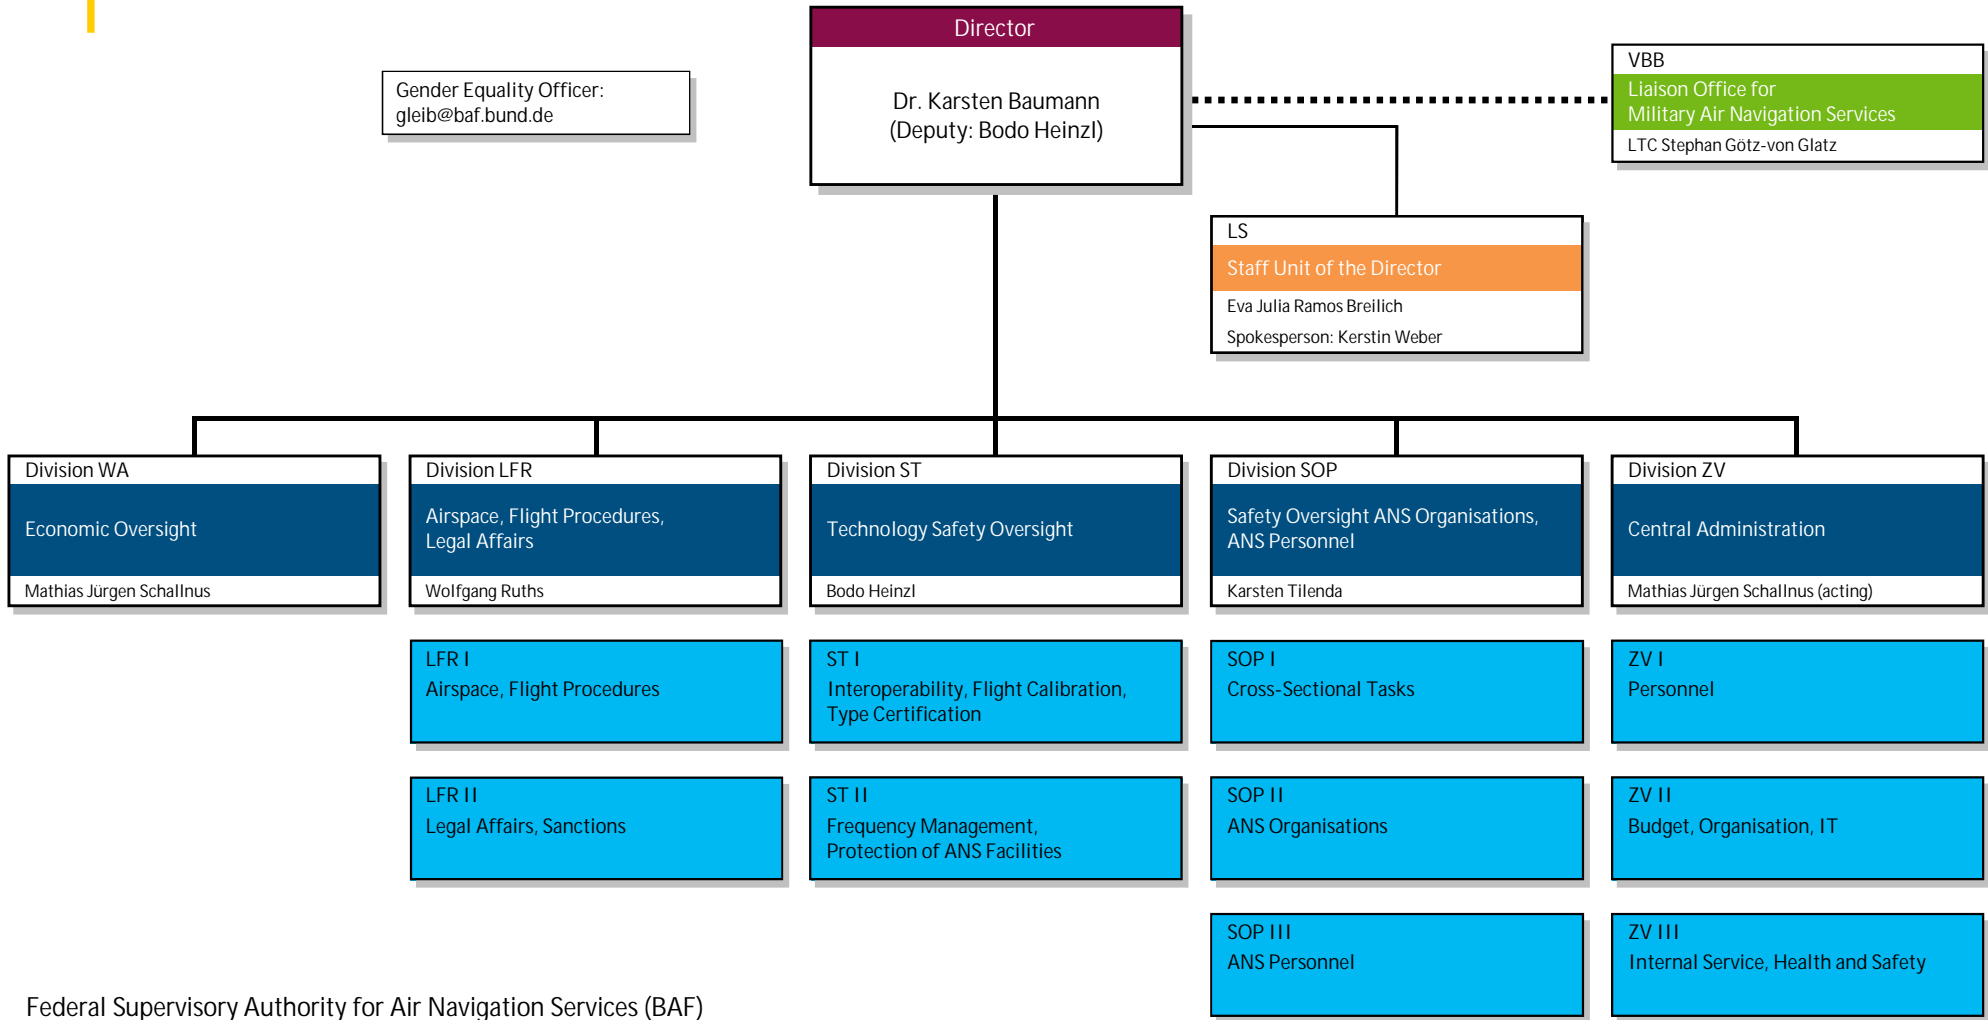 Director
Dr. Karsten Baumann
(Deputy: Bodo Heinzl)
Gender Equality Officer:
gleib@baf.bund.de
VBB
Liaison Office for
Military Air Navigation Services
LTC Stephan Götz-von Glatz
LS
Staff Unit of the Director
Eva Julia Ramos Breilich
Spokesperson: Kerstin Weber
Division WA
Economic Oversight
Mathias Jürgen Schallnus
Division LFR
Airspace, Flight Procedures,
Legal Affairs
Wolfgang Ruths
LFR I
Airspace, Flight Procedures
LFR II
Legal Affairs, Sanctions
Division ST
Technology Safety Oversight
Bodo Heinzl
ST I
Interoperability, Flight Calibration,
Type Certification
ST II
Frequency Management,
Protection of ANS Facilities
Division SOP
Safety Oversight ANS Organisations,
ANS Personnel
Karsten Tilenda
SOP I
Cross-Sectional Tasks
SOP II
ANS Organisations
SOP III
ANS Personnel
Division ZV
Central Administration
Mathias Jürgen Schallnus (acting)
ZV I
Personnel
ZV II
Budget, Organisation, IT
ZV III
Internal Service, Health and Safety
Federal Supervisory Authority for Air Navigation Services (BAF)